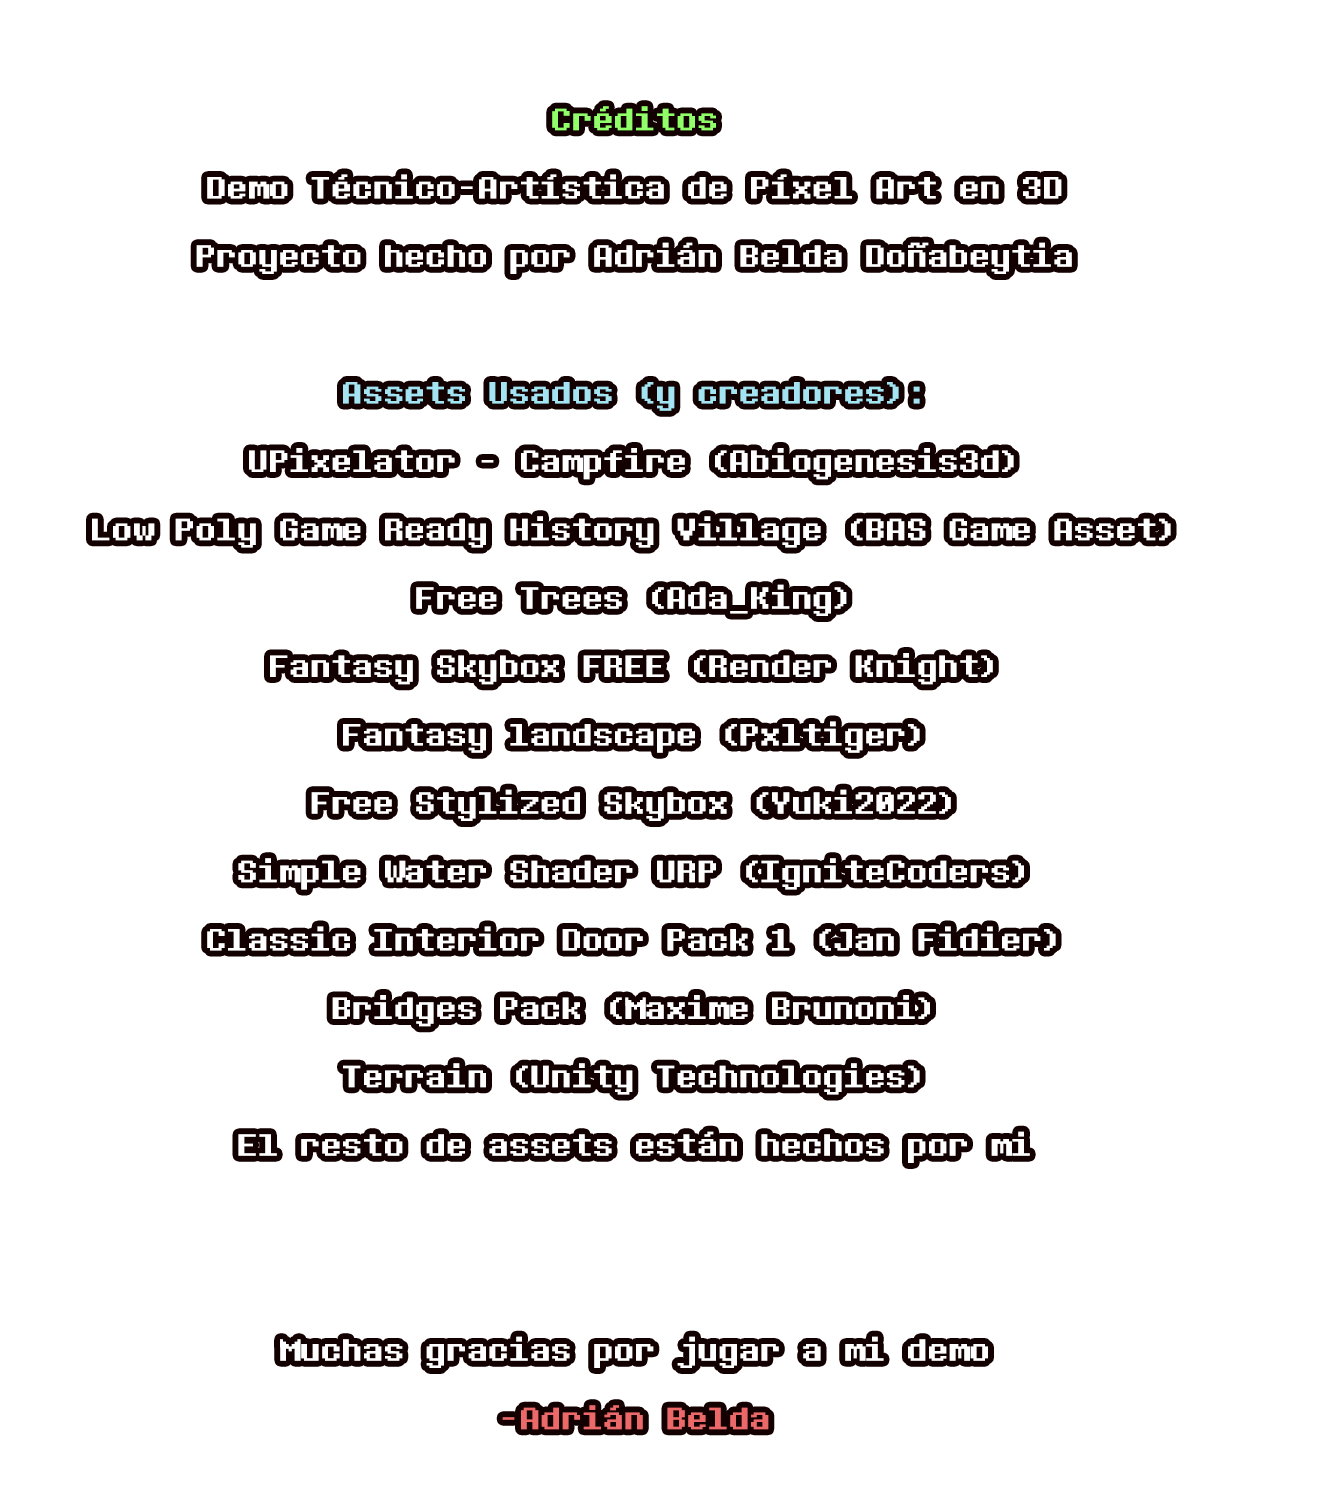 Créditos
Demo Técnico-Artística de Píxel Art en 3D
Proyecto hecho por Adrián Belda Doñabeytia
Assets Usados (y creadores):
UPixelator - Campfire (Abiogenesis3d)
Low Poly Game Ready History Village (BAS Game Asset)
Free Trees (Ada_King)
Fantasy Skybox FREE (Render Knight)
Fantasy landscape (Pxltiger)
Free Stylized Skybox (Yuki2022)
Simple Water Shader URP (IgniteCoders)
Classic Interior Door Pack 1 (Jan Fidler)
Bridges Pack (Maxime Brunoni)
Terrain (Unity Technologies)
El resto de assets están hechos por mi
Muchas gracias por jugar a mi demo
-Adrián Belda